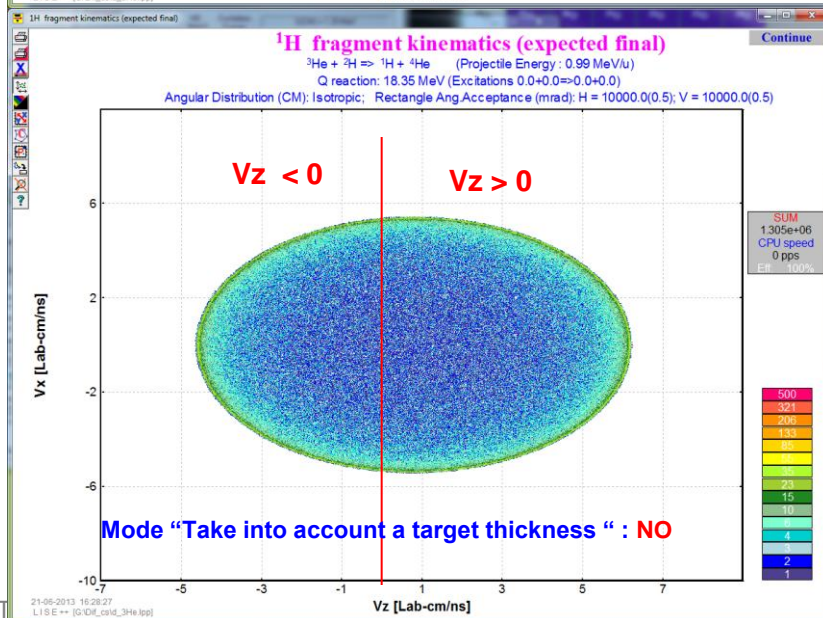 1H fragment kinematics (expected final)
¹H fragment kinematics (expected final)
Continue
³He + ²H => ¹H + ⁴He (Projectile Energy : 0.99 MeV/u)
Q reaction: 18.35 MeV (Excitations 0.0+0.0=>0.0+0.0)
Angular Distribution (CM): Isotropic; Rectangle Ang.Acceptance (mrad): H = 10000.0(0.5); V = 10000.0(0.5)
Vz < 0
Vz > 0
6
2
-2
-6
-10
Vx [Lab-cm/ns]
SUM
1.305e+06
CPU speed
0 pps
Eff 100%
500
321
206
133
85
35
23
15
10
6
4
3
2
1
Mode “Take into account a target thickness “ : NO
-7
-5
-3
-1
1
3
5
7
Vz [Lab-cm/ns]
21-06-2013 16:28:27